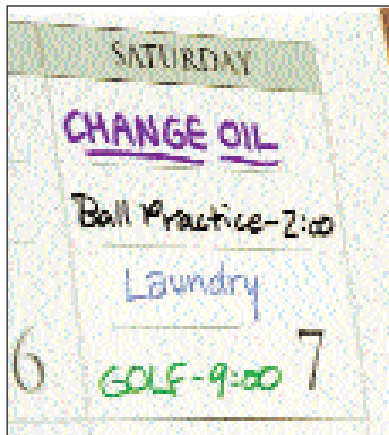 SATURDAY
CHANGE OIL
Ball Practice-2:00
Laundry
6 GOLF-9:00 7